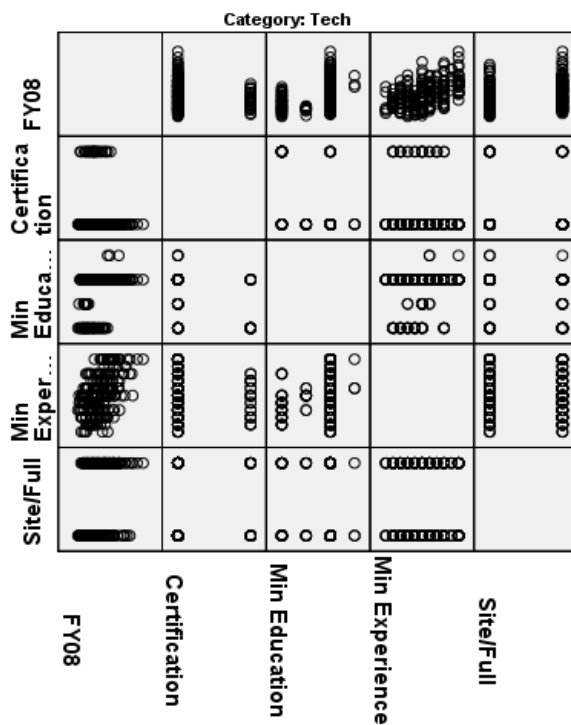 Category: Tech
FY08
Certifica
tion
Min
Educa...
Min
Exper...
Site/Full
FY08
Certification
Min Education
Min Experience
Site/Full